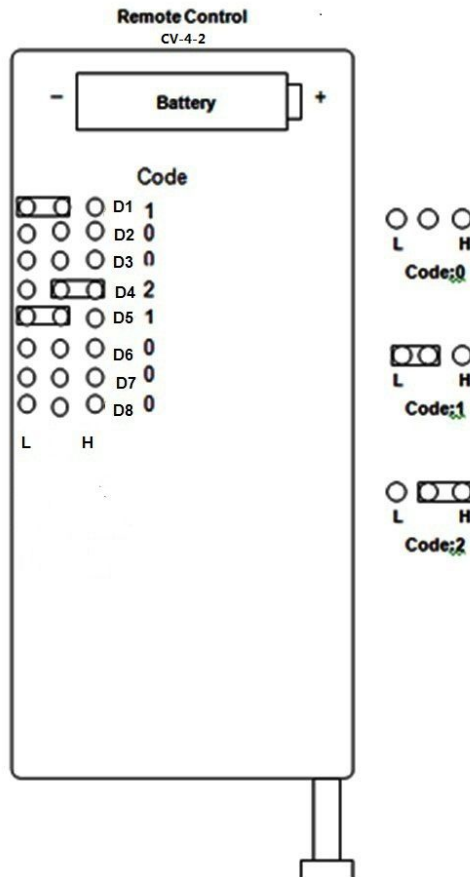 Remote Control
CV-4-2
− Battery +
Code
D1 1
D2 0
D3 0
D4 2
D5 1
D6 0
D7 0
D8 0
L H
L H
Code:0
L H
Code:1
L H
Code:2